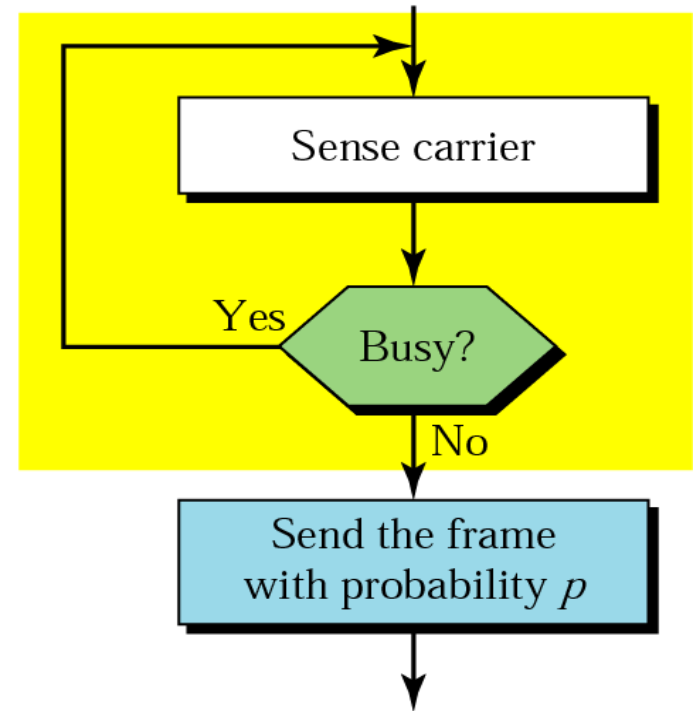 Sense carrier
Yes
Busy?
No
Send the frame
with probability p